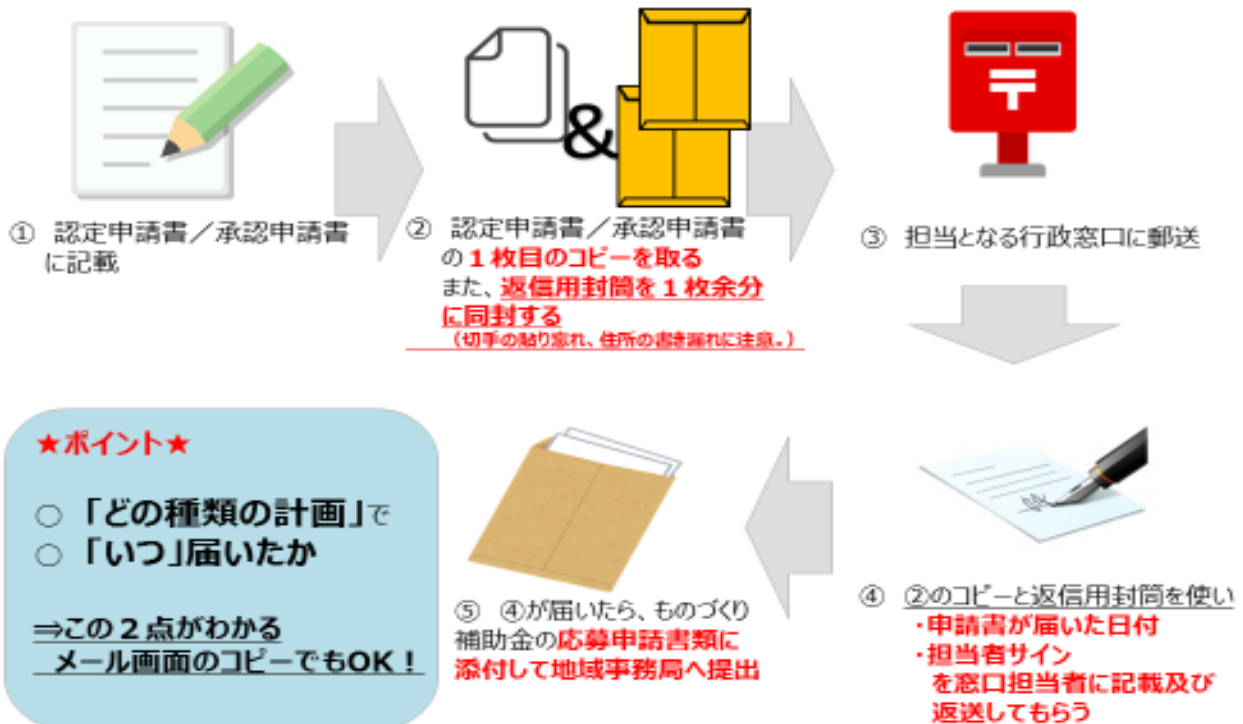 &
〒
① 認定申請書／承認申請書
に記載
② 認定申請書／承認申請書
の１枚目のコピーを取る
また、返信用封筒を１枚余分
に同封する
（切手の貼り忘れ、住所の書き漏れに注意。）
③ 担当となる行政窓口に郵送
④ ②のコピーと返信用封筒を使い
・申請書が届いた日付
・担当者サイン
を窓口担当者に記載及び
返送してもらう
⑤ ④が届いたら、ものづくり
補助金の応募申請書類に
添付して地域事務局へ提出
★ポイント★
○ 「どの種類の計画」で
○ 「いつ」届いたか
⇒この２点がわかる
メール画面のコピーでもOK！